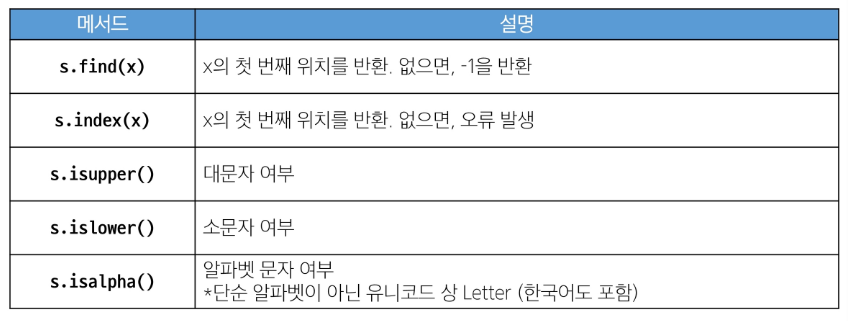 메서드 설명
s.find(x) x의 첫 번째 위치를 반환. 없으면, -1을 반환
s.index(x) x의 첫 번째 위치를 반환. 없으면, 오류 발생
s.isupper() 대문자 여부
s.islower() 소문자 여부
s.isalpha() 알파벳 문자 여부
*단순 알파벳이 아닌 유니코드 상 Letter (한국어도 포함)